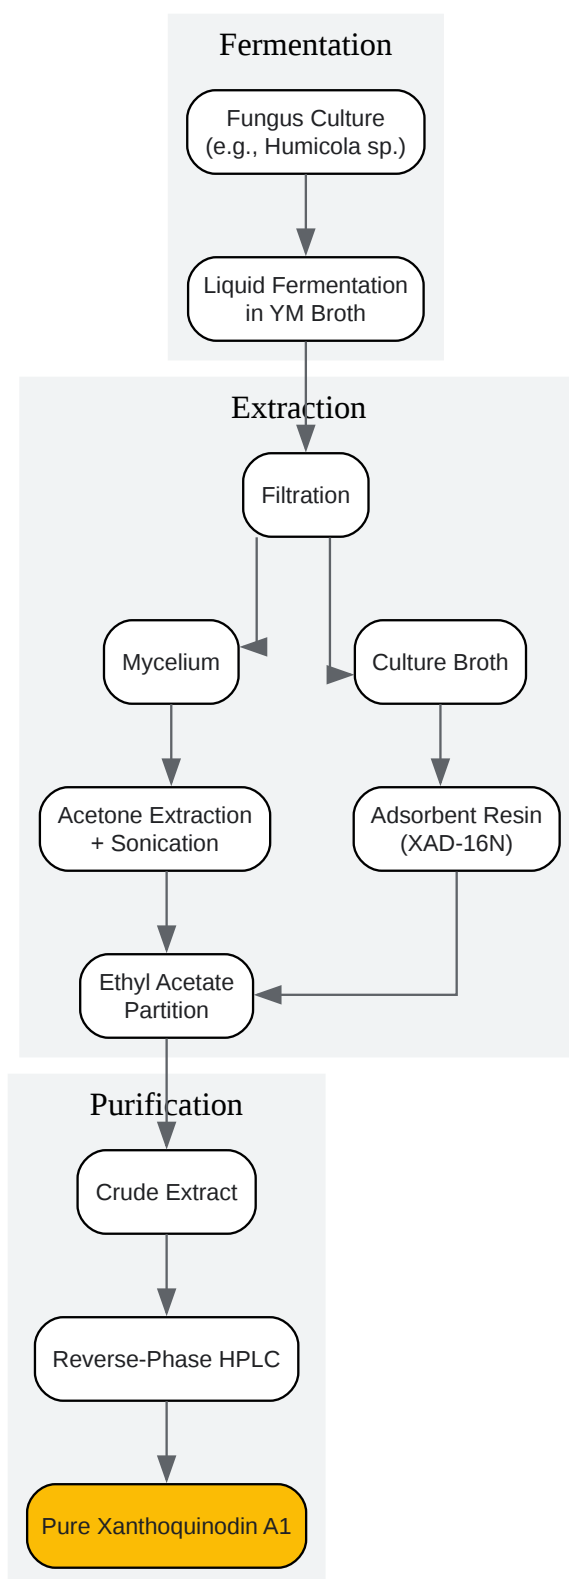 Fermentation
Fungus Culture
(e.g., Humicola sp.)
Liquid Fermentation
in YM Broth
Extraction
Filtration
Mycelium
Culture Broth
Acetone Extraction
+ Sonication
Adsorbent Resin
(XAD-16N)
Ethyl Acetate
Partition
Purification
Crude Extract
Reverse-Phase HPLC
Pure Xanthoquinodin A1